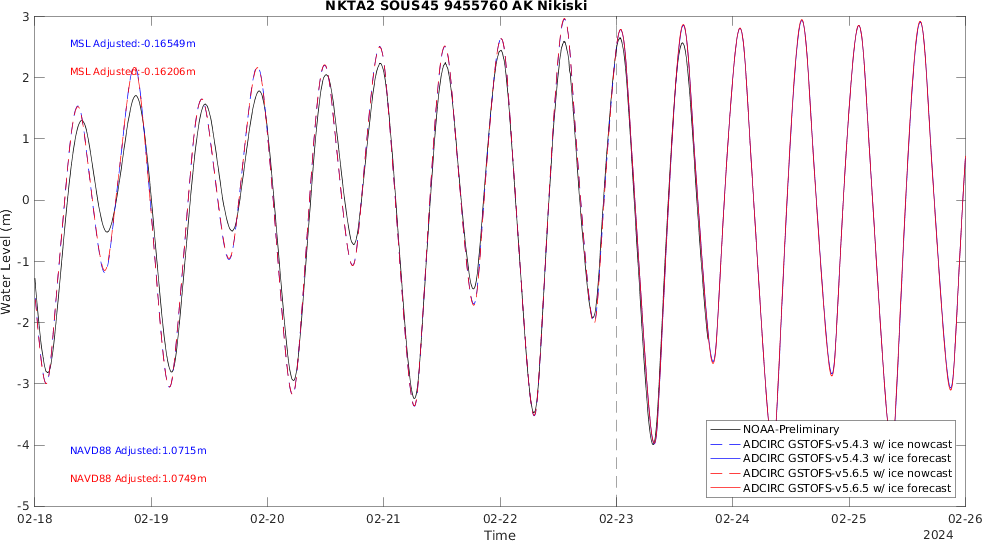 NKTA2 SOUS45 9455760 AK Nikiski
MSL Adjusted:-0.16549m
MSL Adjusted:-0.16206m
NAVD88 Adjusted:1.0715m
NAVD88 Adjusted:1.0749m
Water Level (m)
3
2
1
0
-1
-2
-3
-4
-5
NOAA-Preliminary
ADCIRC GSTOFS-v5.4.3 w/ ice nowcast
ADCIRC GSTOFS-v5.4.3 w/ ice forecast
ADCIRC GSTOFS-v5.6.5 w/ ice nowcast
ADCIRC GSTOFS-v5.6.5 w/ ice forecast
02-18 02-19 02-20 02-21 02-22 02-23 02-24 02-25 02-26
Time
2024